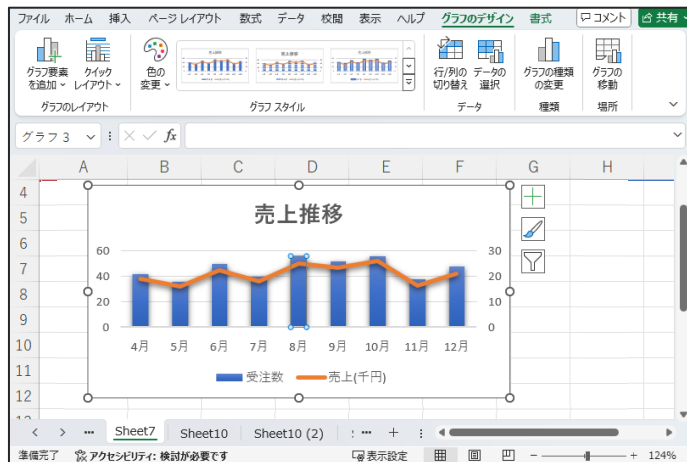 ファイル ホーム 挿入 ページ レイアウト 数式 データ 校閲 表示 ヘルプ グラフのデザイン 書式 コメント 共有
グラフ要素を追加 クイックレイアウト 色の変更 行/列の切り替え データの選択 グラフの種類の変更 グラフの移動
グラフのレイアウト グラフ スタイル データ 種類 場所
グラフ 3 fx
A B C D E F G H
4
5
6
7
8
9
10
11
12
売上推移
60 30
40 20
20 10
0 0
4月 5月 6月 7月 8月 9月 10月 11月 12月
受注数 売上(千円)
Sheet7 Sheet10 Sheet10 (2)
準備完了 アクセシビリティ: 検討が必要です 表示設定 124%